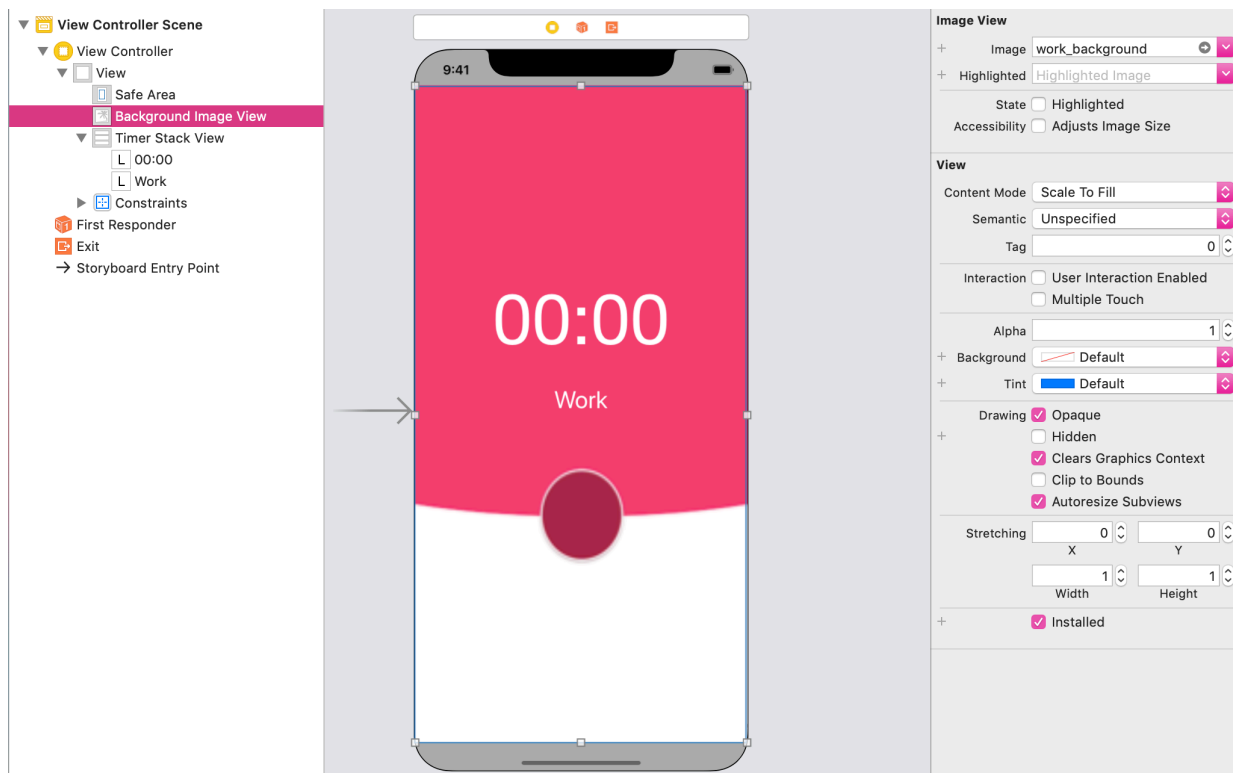 View Controller Scene
View Controller
View
Safe Area
Background Image View
Timer Stack View
L 00:00
L Work
Constraints
First Responder
Exit
Storyboard Entry Point
9:41
00:00
Work
Image View
Image work_background
Highlighted Highlighted Image
State Highlighted
Accessibility Adjusts Image Size
View
Content Mode Scale To Fill
Semantic Unspecified
Tag 0
Interaction User Interaction Enabled
Multiple Touch
Alpha 1
Background Default
Tint Default
Drawing Opaque
Hidden
Clears Graphics Context
Clip to Bounds
Autoresize Subviews
Stretching 0 0
X Y
1 1
Width Height
Installed